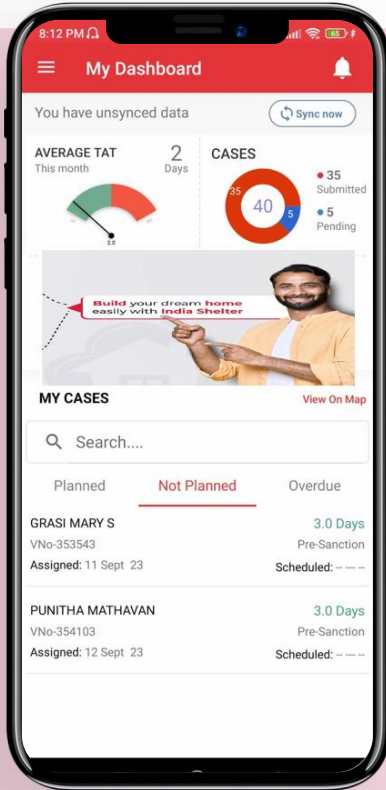 8:12 PM
65
My Dashboard
You have unsynced data
Sync now
AVERAGE TAT
This month
2
Days
2.0
CASES
35
40
5
35
Submitted
5
Pending
Build your dream home
easily with India Shelter
MY CASES
View On Map
Search....
Planned
Not Planned
Overdue
GRASI MARY S
3.0 Days
VNo-353543
Pre-Sanction
Assigned: 11 Sept 23
Scheduled: -- -- --
PUNITHA MATHAVAN
3.0 Days
VNo-354103
Pre-Sanction
Assigned: 12 Sept 23
Scheduled: -- -- --